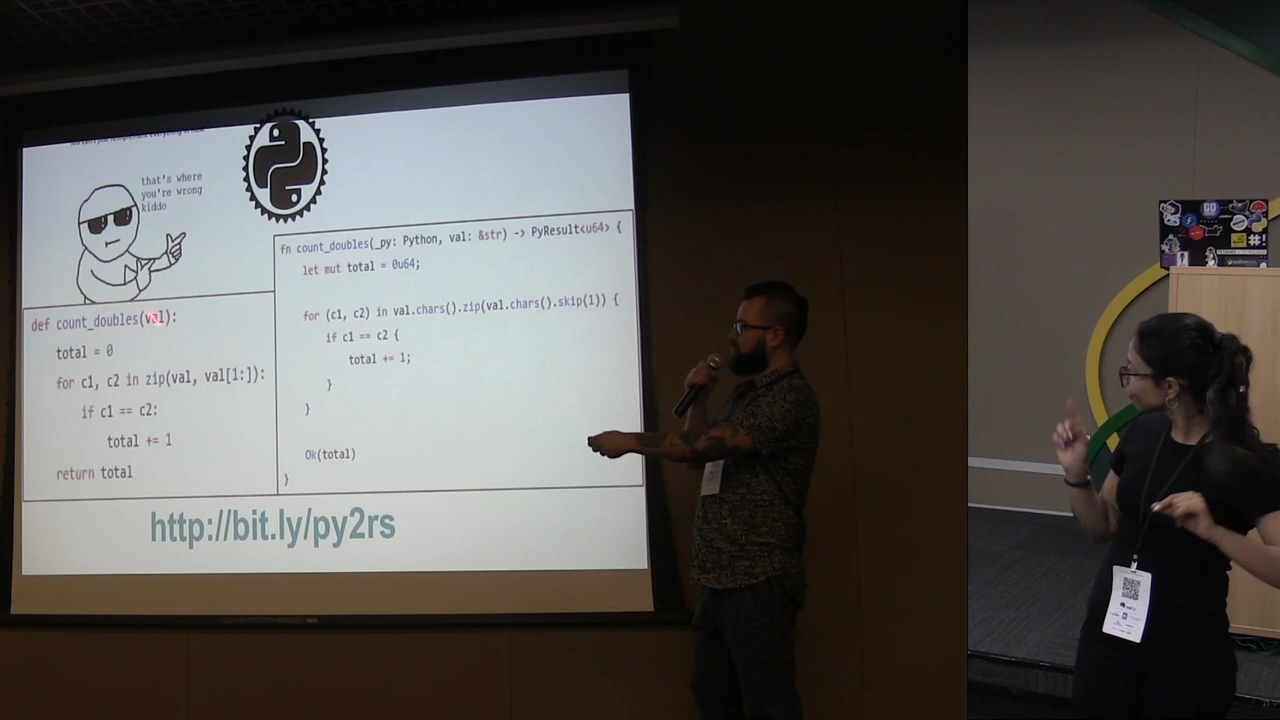 that's where
you're wrong
kiddo
def count_doubles(val):
total = 0
for c1, c2 in zip(val, val[1:]):
if c1 == c2:
total += 1
return total
fn count_doubles(_py: Python, val: &str) -> PyResult<u64> {
let mut total = 0u64;
for (c1, c2) in val.chars().zip(val.chars().skip(1)) {
if c1 == c2 {
total += 1;
}
}
Ok(total)
}
http://bit.ly/py2rs
GO
#!